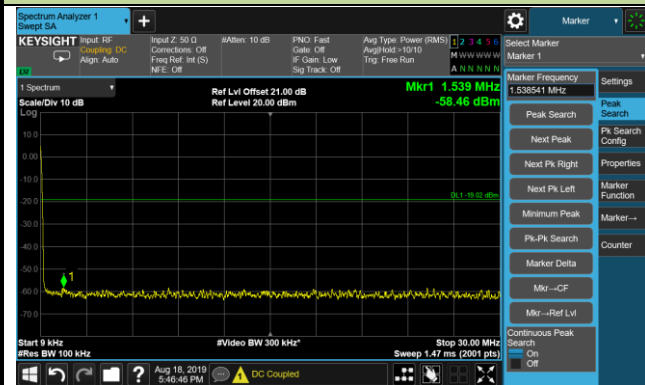 Spectrum Analyzer 1
Swept SA
+
Marker
KEYSIGHT
Input: RF
Coupling: DC
Align: Auto
Input Z: 50 Ω
Corrections: Off
Freq Ref: Int (S)
NFE: Off
#Atten: 10 dB
PNO: Fast
Gate: Off
IF Gain: Low
Sig Track: Off
Avg Type: Power (RMS)
Avg|Hold:>10/10
Trig: Free Run
1 2 3 4 5 6
M W W W W W
A N N N N N
Select Marker
Marker 1
1 Spectrum
Scale/Div 10 dB
Log
Ref Lvl Offset 21.00 dB
Ref Level 20.00 dBm
Mkr1 1.539 MHz
-58.46 dBm
10.0
0.00
-10.0
-20.0
-30.0
-40.0
-50.0
-60.0
-70.0
DL1 -19.02 dBm
1
Start 9 kHz
#Res BW 100 kHz
#Video BW 300 kHz*
Stop 30.00 MHz
Sweep 1.47 ms (2001 pts)
Marker Frequency
1.538541 MHz
Peak Search
Next Peak
Next Pk Right
Next Pk Left
Minimum Peak
Pk-Pk Search
Marker Delta
Mkr→CF
Mkr→Ref Lvl
Continuous Peak
Search
On
Off
Settings
Peak
Search
Pk Search
Config
Properties
Marker
Function
Marker→
Counter
?
Aug 18, 2019
5:46:46 PM
DC Coupled